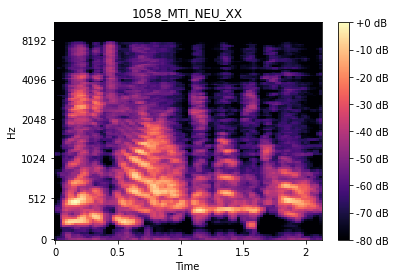 1058_MTI_NEU_XX
+0 dB
8192
-10 dB
4096
-20 dB
-30 dB
2048
Hz
-40 dB
1024
-50 dB
512
-60 dB
-70 dB
0
-80 dB
0 0.5 1 1.5 2
Time